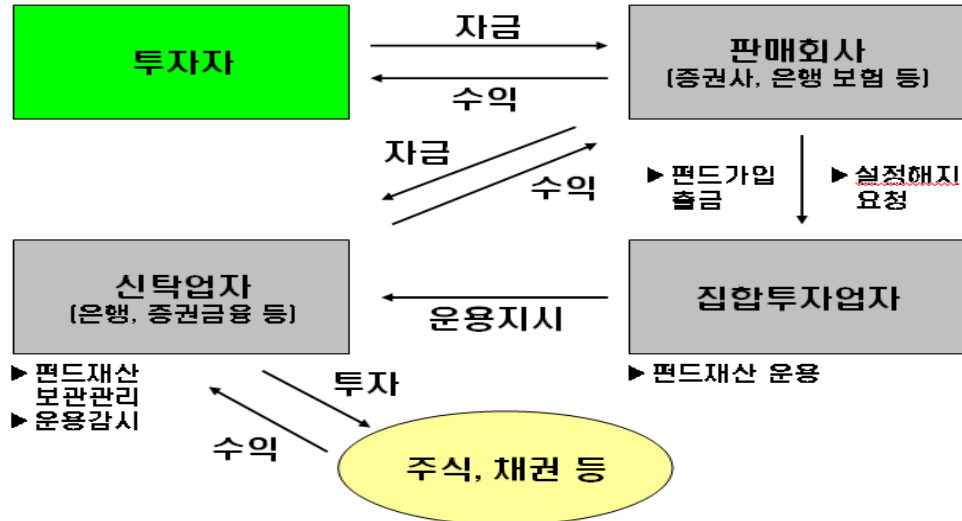 투자자
자금
수익
판매회사
(증권사, 은행 보험 등)
자금
수익
▶ 펀드가입
출금
▶ 설정해지
요청
신탁업자
(은행, 증권금융 등)
운용지시
집합투자업자
▶ 펀드재산
보관관리
▶ 운용감시
▶ 펀드재산 운용
투자
수익
주식, 채권 등